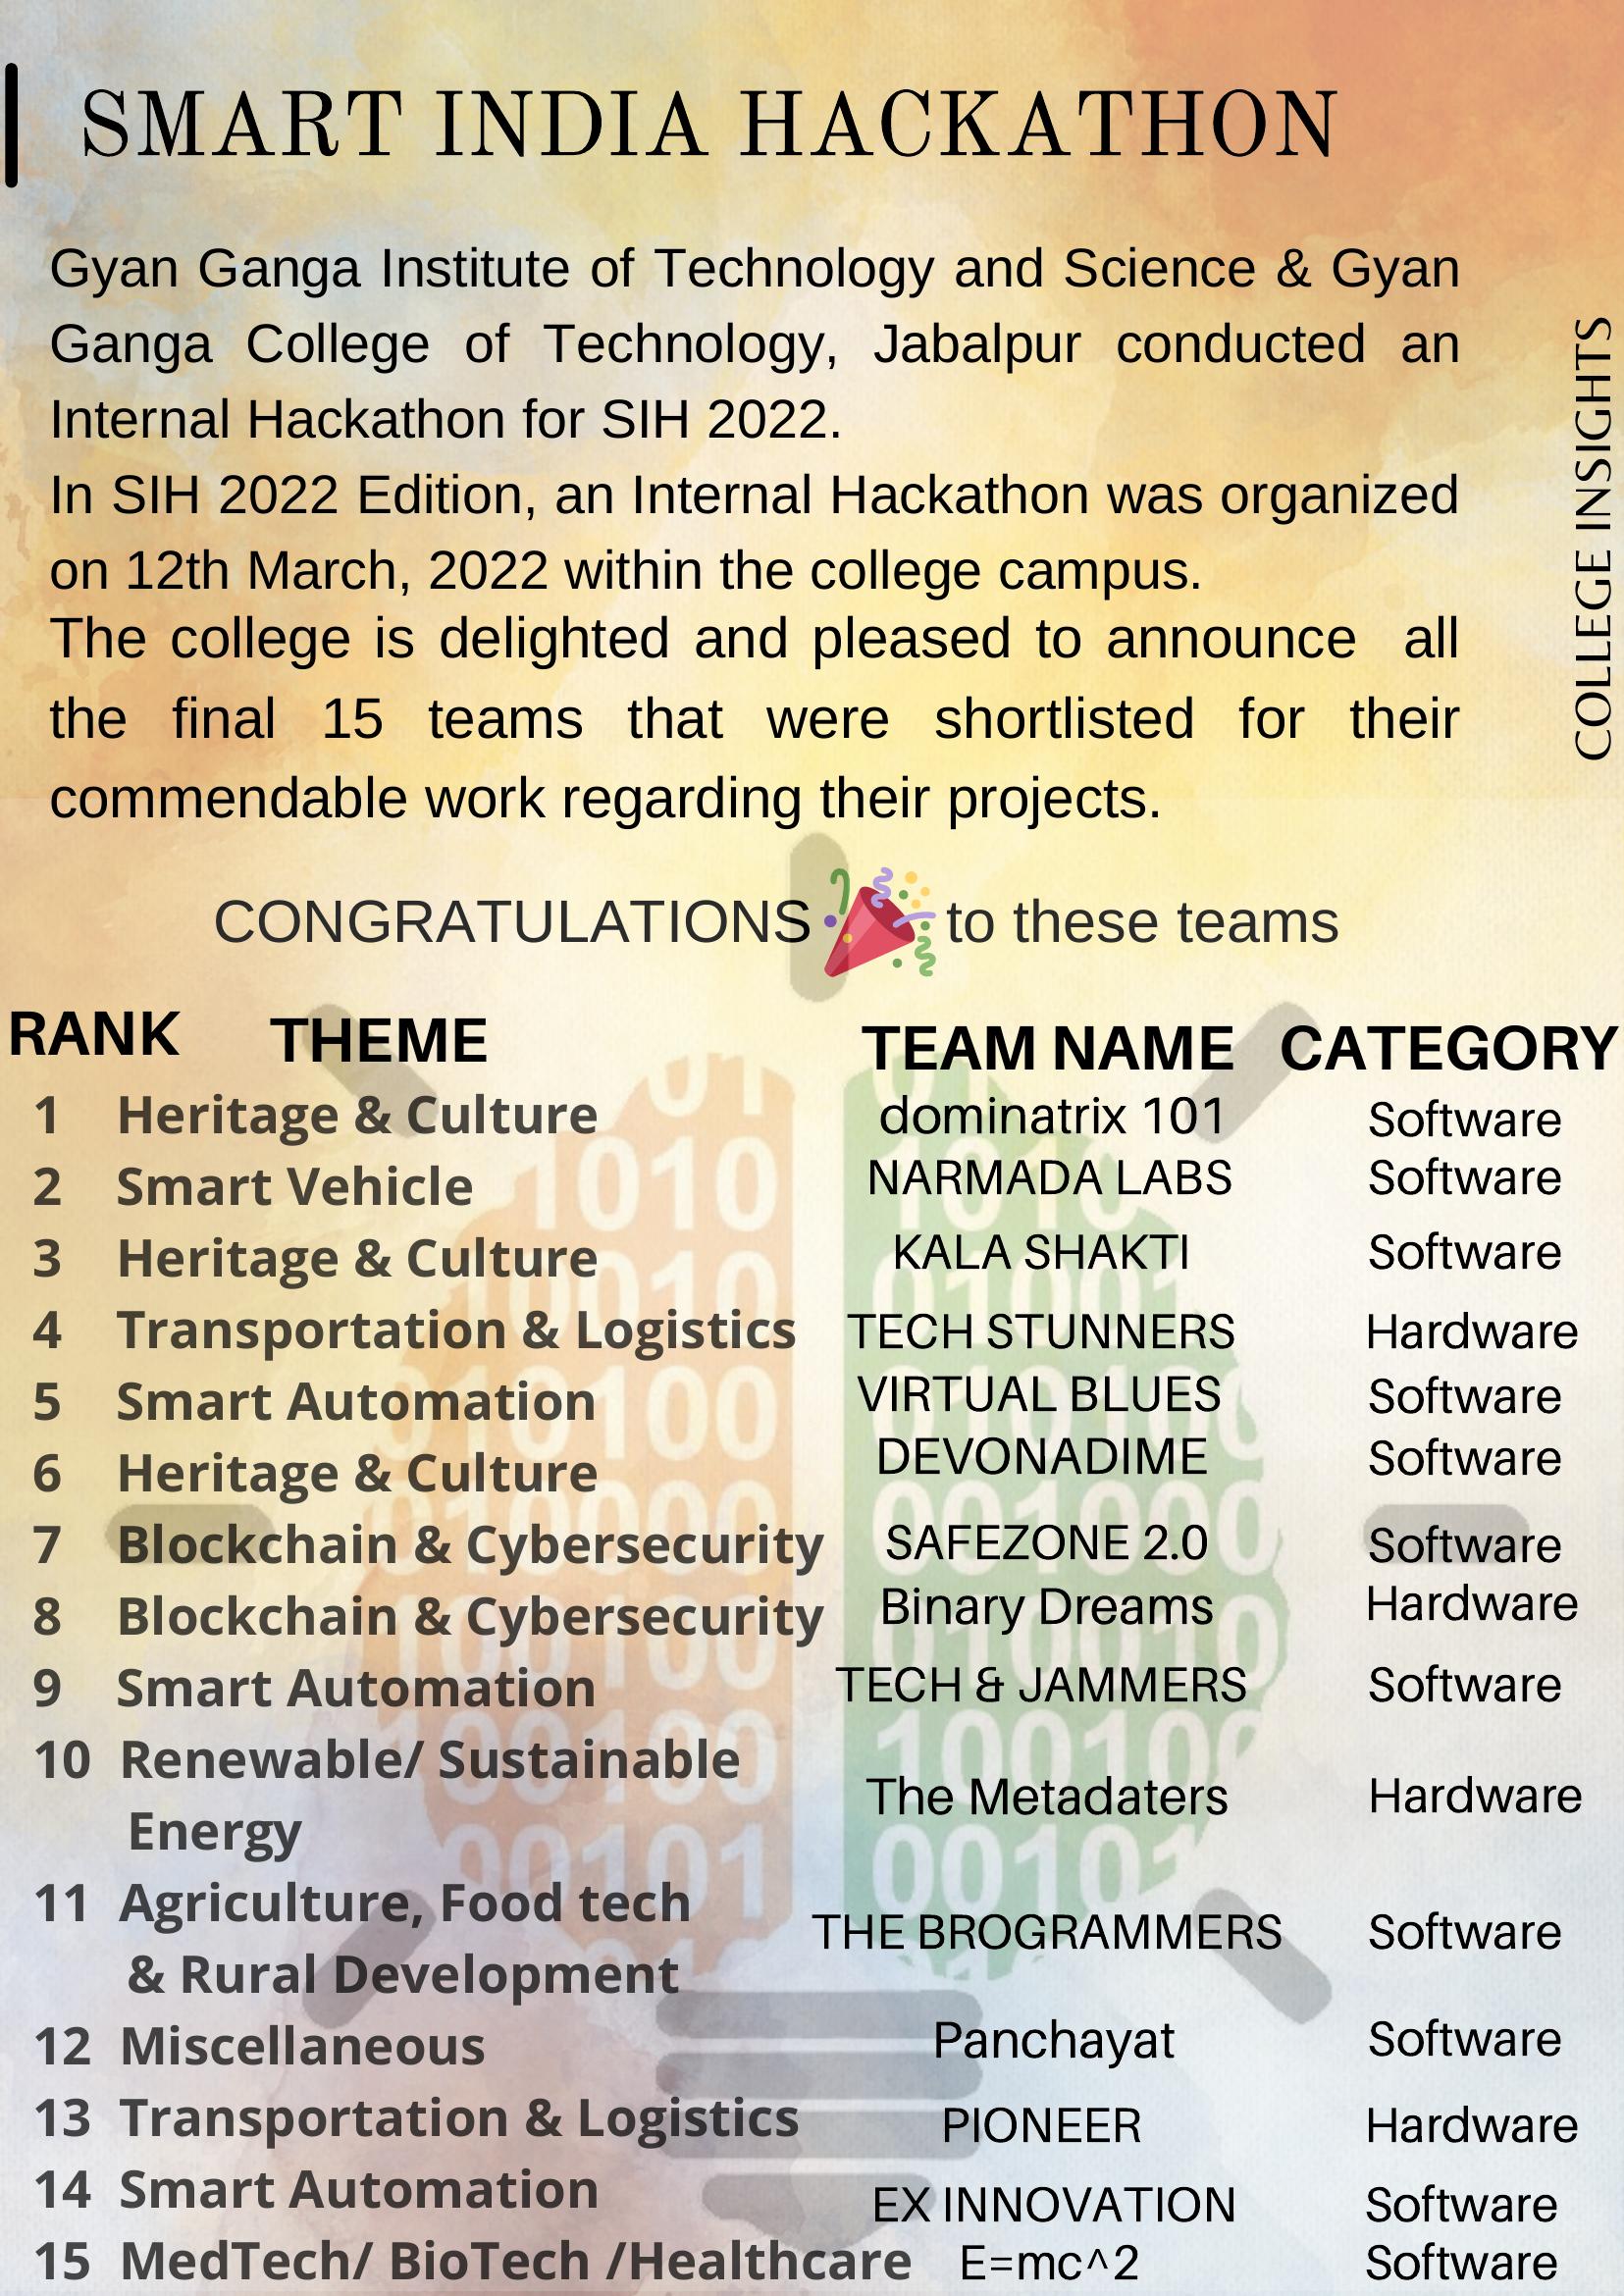 SMART INDIA HACKATHON
Gyan Ganga Institute of Technology and Science & Gyan
Ganga College of Technology, Jabalpur conducted an
Internal Hackathon for SIH 2022.
In SIH 2022 Edition, an Internal Hackathon was organized
on 12th March, 2022 within the college campus.
The college is delighted and pleased to announce all
the final 15 teams that were shortlisted for their
commendable work regarding their projects.
COLLEGE INSIGHTS
CONGRATULATIONS🎉 to these teams
RANK THEME TEAM NAME CATEGORY
1 Heritage & Culture dominatrix 101 Software
2 Smart Vehicle NARMADA LABS Software
3 Heritage & Culture KALA SHAKTI Software
4 Transportation & Logistics TECH STUNNERS Hardware
5 Smart Automation VIRTUAL BLUES Software
6 Heritage & Culture DEVONADIME Software
7 Blockchain & Cybersecurity SAFEZONE 2.0 Software
8 Blockchain & Cybersecurity Binary Dreams Hardware
9 Smart Automation TECH & JAMMERS Software
10 Renewable/ Sustainable
Energy The Metadaters Hardware
11 Agriculture, Food tech
& Rural Development THE BROGRAMMERS Software
12 Miscellaneous Panchayat Software
13 Transportation & Logistics PIONEER Hardware
14 Smart Automation EX INNOVATION Software
15 MedTech/ BioTech /Healthcare E=mc^2 Software